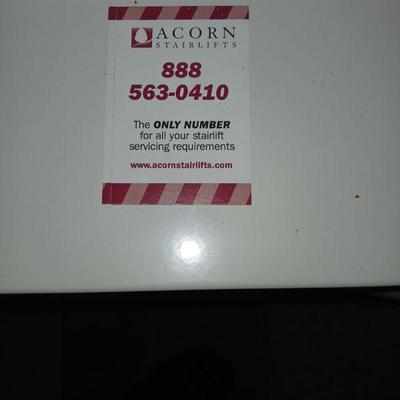 ACORN
STAIRLIFTS
888
563-0410
The ONLY NUMBER
for all your stairlift
servicing requirements
www.acornstairlifts.com